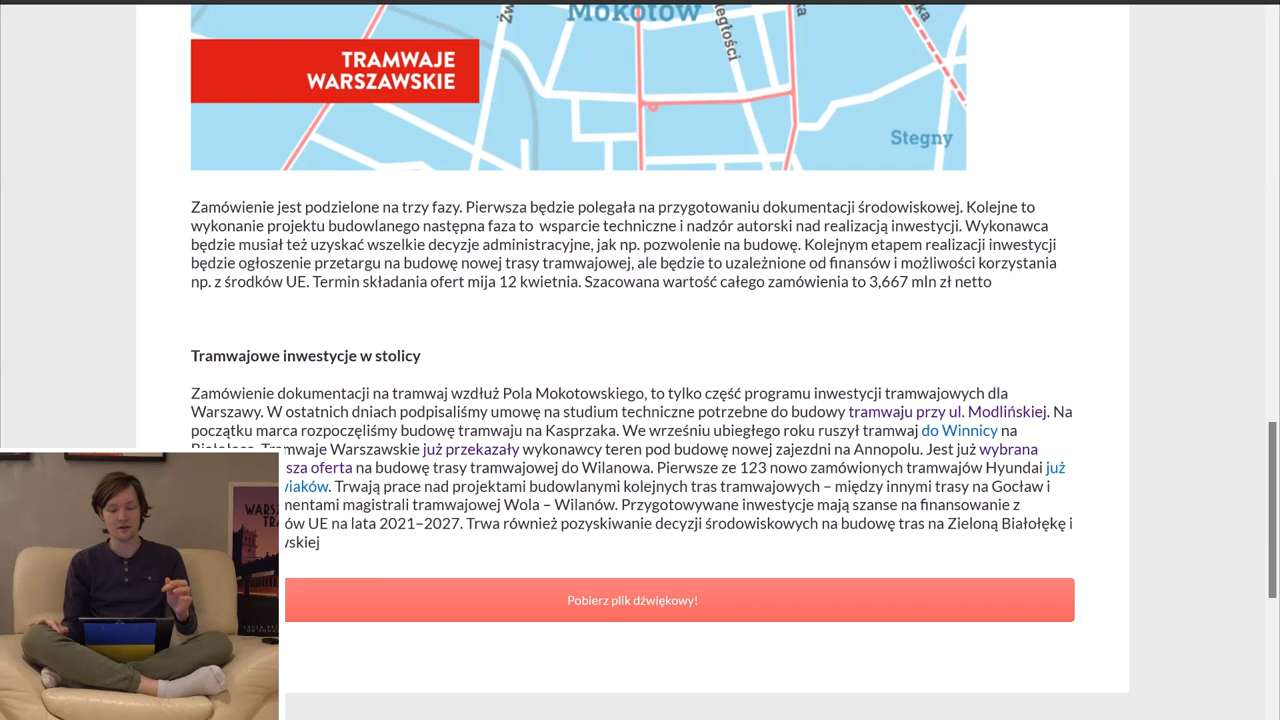 Mokotów
TRAMWAJE
WARSZAWSKIE
Stegny
Zamówienie jest podzielone na trzy fazy. Pierwsza będzie polegała na przygotowaniu dokumentacji środowiskowej. Kolejne to
wykonanie projektu budowlanego następna faza to wsparcie techniczne i nadzór autorski nad realizacją inwestycji. Wykonawca
będzie musiał też uzyskać wszelkie decyzje administracyjne, jak np. pozwolenie na budowę. Kolejnym etapem realizacji inwestycji
będzie ogłoszenie przetargu na budowę nowej trasy tramwajowej, ale będzie to uzależnione od finansów i możliwości korzystania
np. z środków UE. Termin składania ofert mija 12 kwietnia. Szacowana wartość całego zamówienia to 3,667 mln zł netto
Tramwajowe inwestycje w stolicy
Zamówienie dokumentacji na tramwaj wzdłuż Pola Mokotowskiego, to tylko część programu inwestycji tramwajowych dla
Warszawy. W ostatnich dniach podpisaliśmy umowę na studium techniczne potrzebne do budowy tramwaju przy ul. Modlińskiej. Na
początku marca rozpoczęliśmy budowę tramwaju na Kasprzaka. We wrześniu ubiegłego roku ruszył tramwaj do Winnicy na
Tramwaje Warszawskie już przekazały wykonawcy teren pod budowę nowej zajezdni na Annopolu. Jest już wybrana
sza oferta na budowę trasy tramwajowej do Wilanowa. Pierwsze ze 123 nowo zamówionych tramwajów Hyundai już
wiaków. Trwają prace nad projektami budowlanymi kolejnych tras tramwajowych – między innymi trasy na Gocław i
mentami magistrali tramwajowej Wola – Wilanów. Przygotowywane inwestycje mają szanse na finansowanie z
ów UE na lata 2021–2027. Trwa również pozyskiwanie decyzji środowiskowych na budowę tras na Zieloną Białołękę i
wskiej
Pobierz plik dźwiękowy!